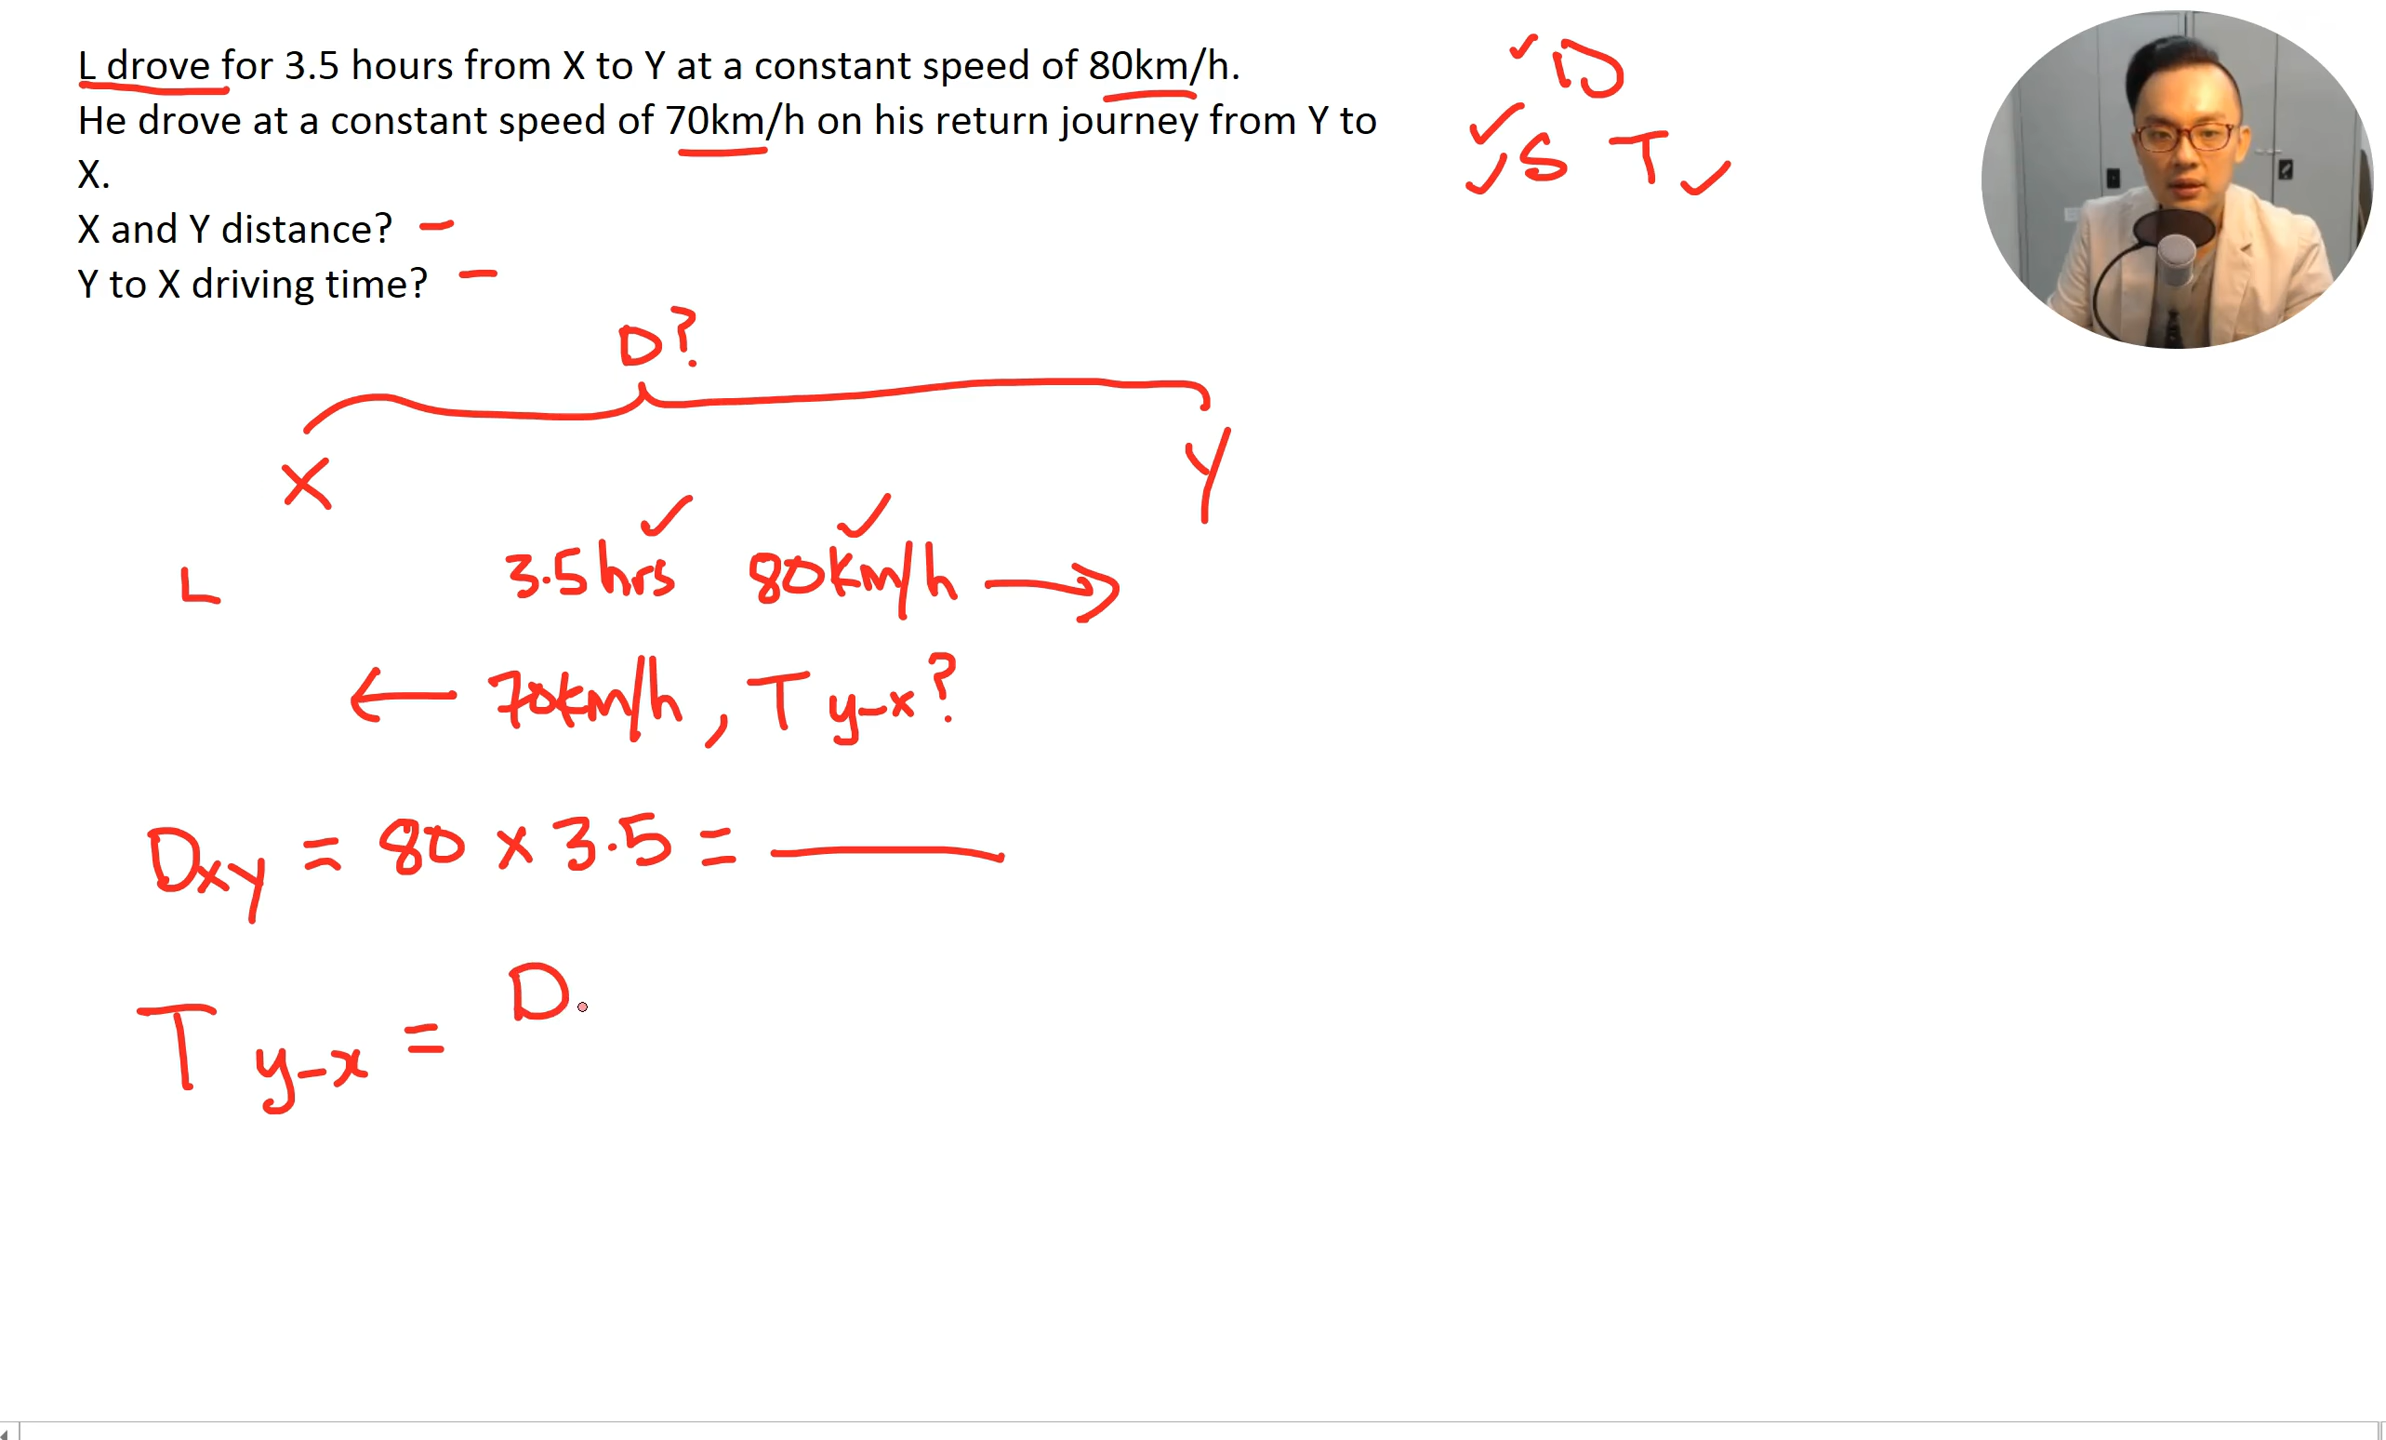 L drove for 3.5 hours from X to Y at a constant speed of 80km/h.
He drove at a constant speed of 70km/h on his return journey from Y to
X.
X and Y distance?
Y to X driving time?
D
S T
D?
X Y
L 3.5hrs 80km/h
70km/h, T y-x?
Dxy = 80 x 3.5 =
T y-x = D